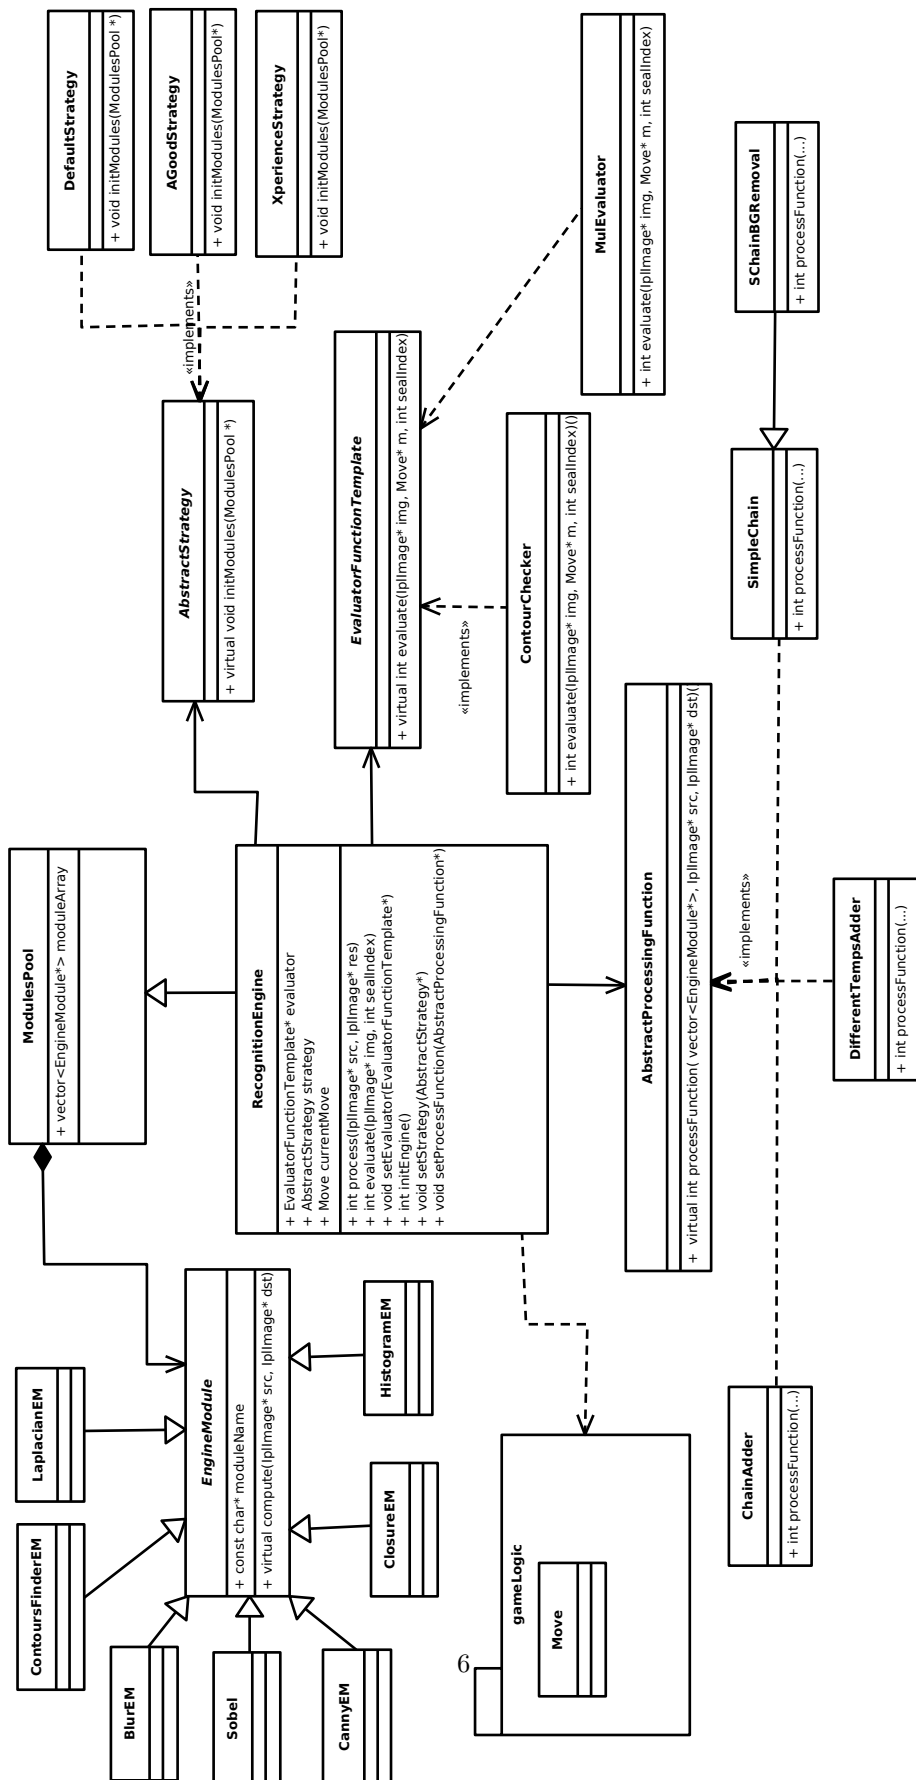 LaplacianEM
ContoursFinderEM
BlurEM
Sobel
CannyEM
EngineModule
+ const char* moduleName
+ virtual compute(IplImage* src, IplImage* dst)
HistogramEM
ClosureEM
gameLogic
Move
6
ModulesPool
+ vector<EngineModule*> moduleArray
RecognitionEngine
+ EvaluatorFunctionTemplate* evaluator
+ AbstractStrategy strategy
+ Move currentMove
+ int process(IplImage* src, IplImage* res)
+ int evaluate(IplImage* img, int sealIndex)
+ void setEvaluator(EvaluatorFunctionTemplate*)
+ int initEngine()
+ void setStrategy(AbstractStrategy*)
+ void setProcessFunction(AbstractProcessingFunction*)
DefaultStrategy
+ void initModules(ModulesPool *)
AGoodStrategy
+ void initModules(ModulesPool*)
XperienceStrategy
+ void initModules(ModulesPool*)
«implements»
AbstractStrategy
+ virtual void initModules(ModulesPool *)
EvaluatorFunctionTemplate
+ virtual int evaluate(IplImage* img, Move* m, int sealIndex)
«implements»
ContourChecker
+ int evaluate(IplImage* img, Move* m, int sealIndex)()
MulEvaluator
+ int evaluate(IplImage* img, Move* m, int sealIndex)
AbstractProcessingFunction
+ virtual int processFunction( vector<EngineModule*>, IplImage* src, IplImage* dst)(
«implements»
ChainAdder
+ int processFunction(...)
DifferentTempsAdder
+ int processFunction(...)
SimpleChain
+ int processFunction(...)
SChainBGRemoval
+ int processFunction(...)